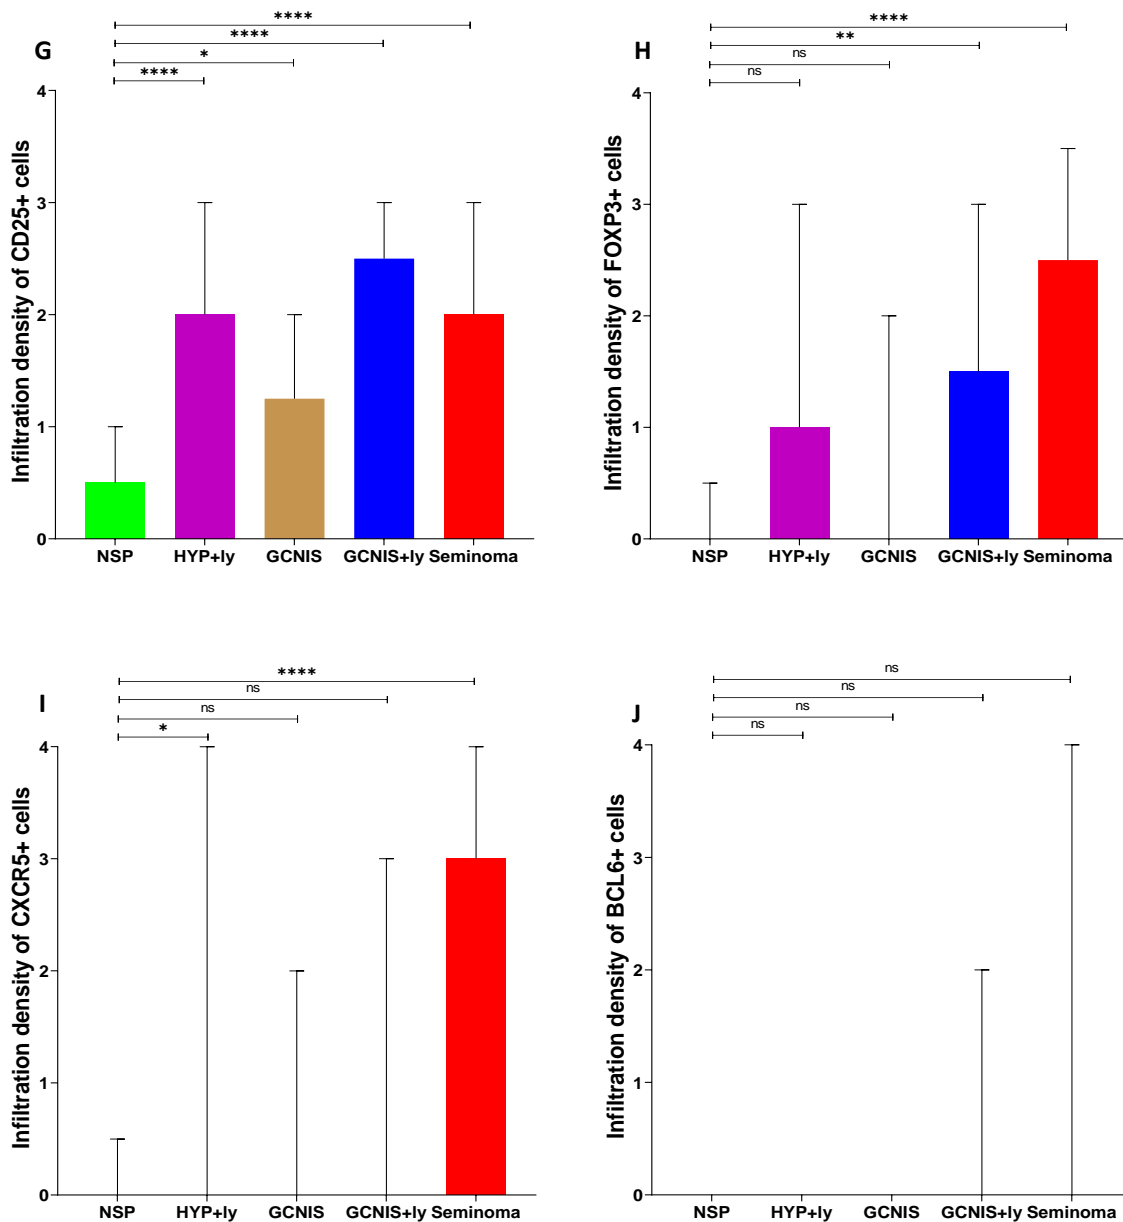 G
****
****
*
****
Infiltration density of CD25+ cells
4
3
2
1
0
NSP HYP+ly GCNIS GCNIS+ly Seminoma
H
****
**
ns
ns
Infiltration density of FOXP3+ cells
4
3
2
1
0
NSP HYP+ly GCNIS GCNIS+ly Seminoma
I
****
ns
ns
*
Infiltration density of CXCR5+ cells
4
3
2
1
0
NSP HYP+ly GCNIS GCNIS+ly Seminoma
J
ns
ns
ns
ns
Infiltration density of BCL6+ cells
4
3
2
1
0
NSP HYP+ly GCNIS GCNIS+ly Seminoma